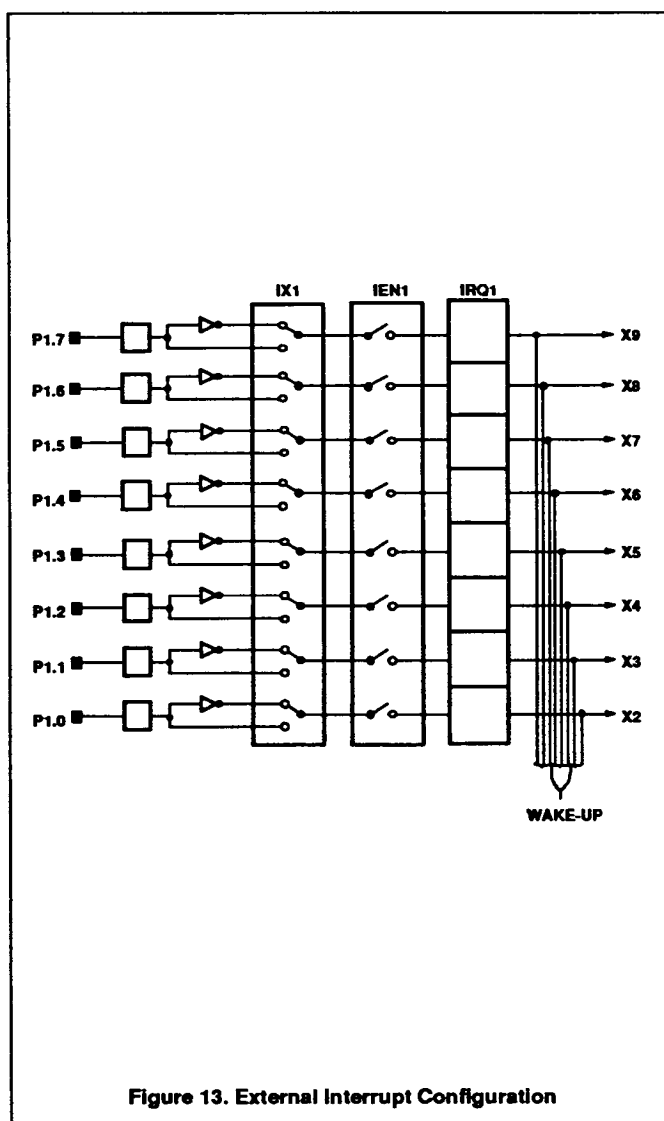 IX1 IEN1 IRQ1
P1.7 X9
P1.6 X8
P1.5 X7
P1.4 X6
P1.3 X5
P1.2 X4
P1.1 X3
P1.0 X2
WAKE-UP
Figure 13. External Interrupt Configuration